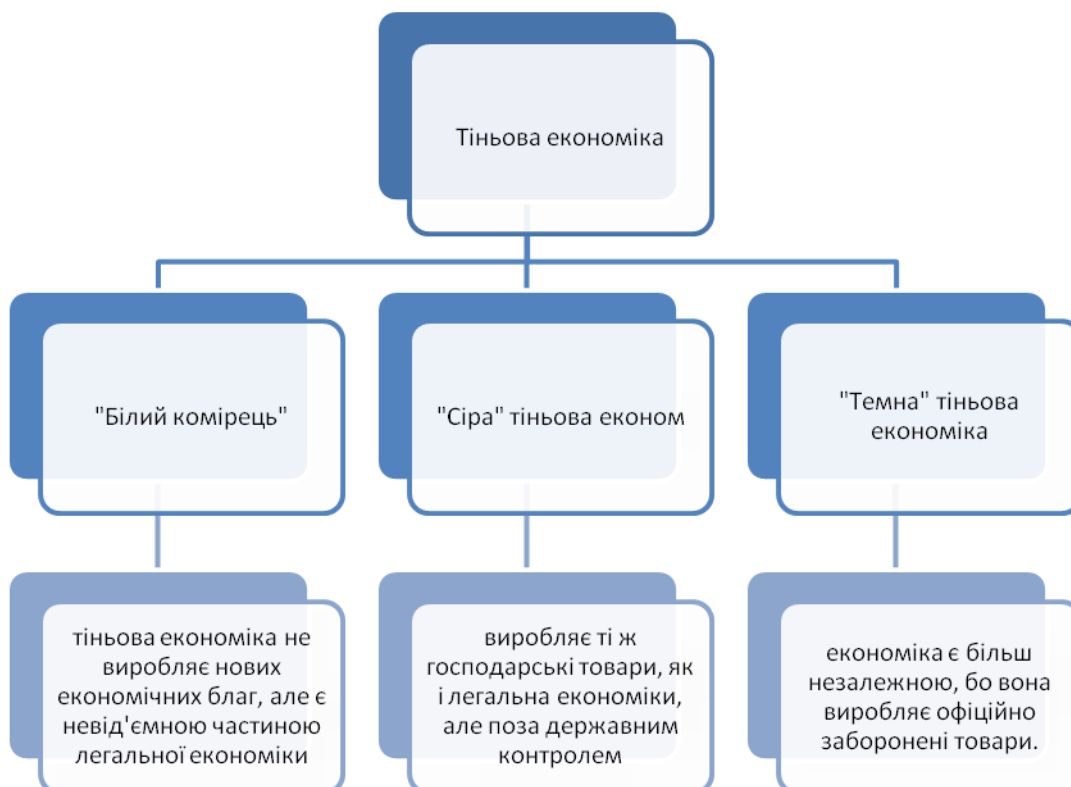 Тіньова економіка
"Білий комірець"
"Сіра" тіньова економ
"Темна" тіньова
економіка
тіньова економіка не
виробляє нових
економічних благ, але є
невід'ємною частиною
легальної економіки
виробляє ті ж
господарські товари, як
і легальна економіки,
але поза державним
контролем
економіка є більш
незалежною, бо вона
виробляє офіційно
заборонені товари.